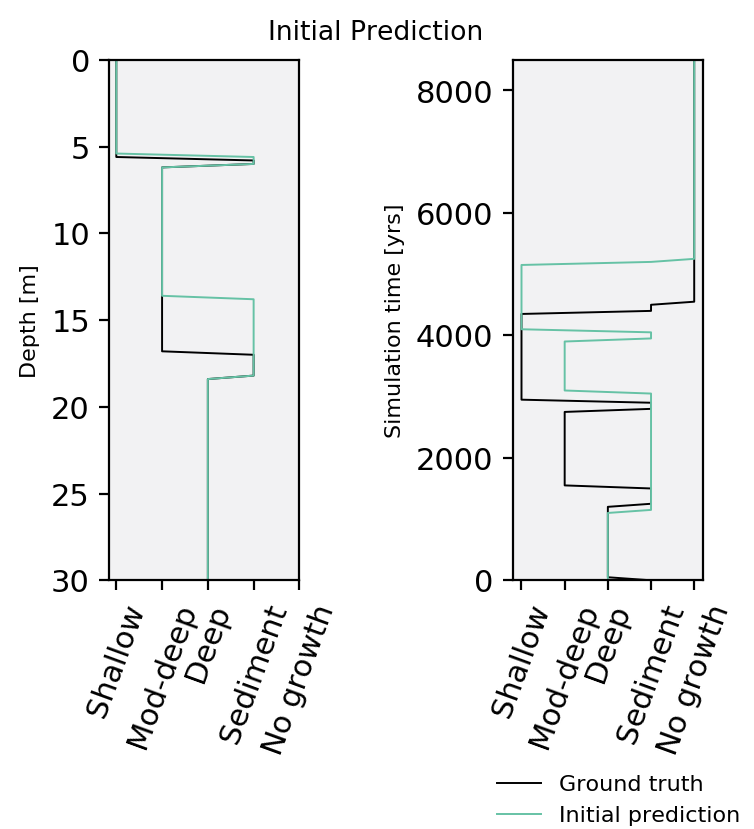 Initial Prediction
0
5
10
15
20
25
30
Depth [m]
Shallow
Mod-deep
Deep
Sediment
No growth
8000
6000
4000
2000
0
Simulation time [yrs]
Shallow
Mod-deep
Deep
Sediment
No growth
Ground truth
Initial prediction